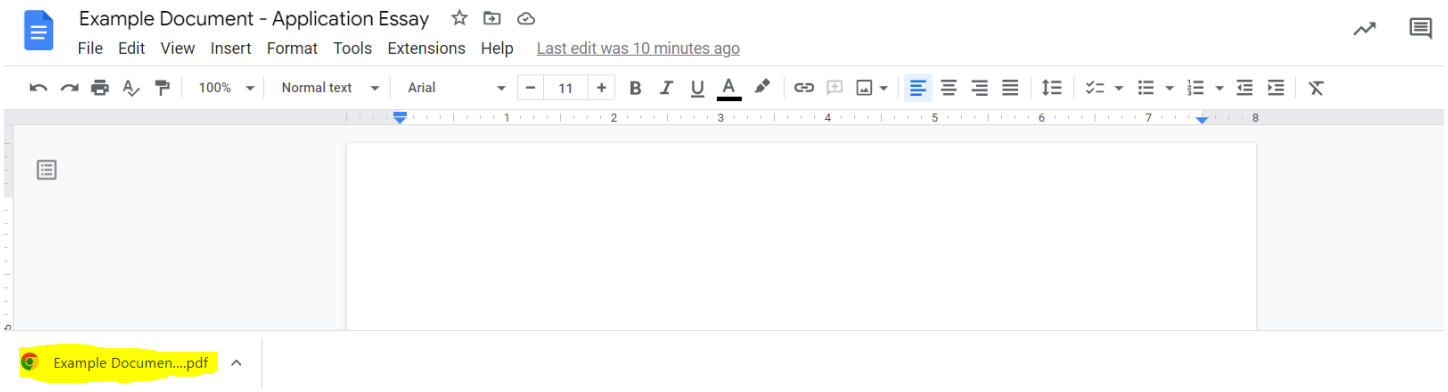 Example Document - Application Essay
File Edit View Insert Format Tools Extensions Help Last edit was 10 minutes ago
100% Normal text Arial 11 B I U A
1 2 3 4 5 6 7 8
Example Documen....pdf